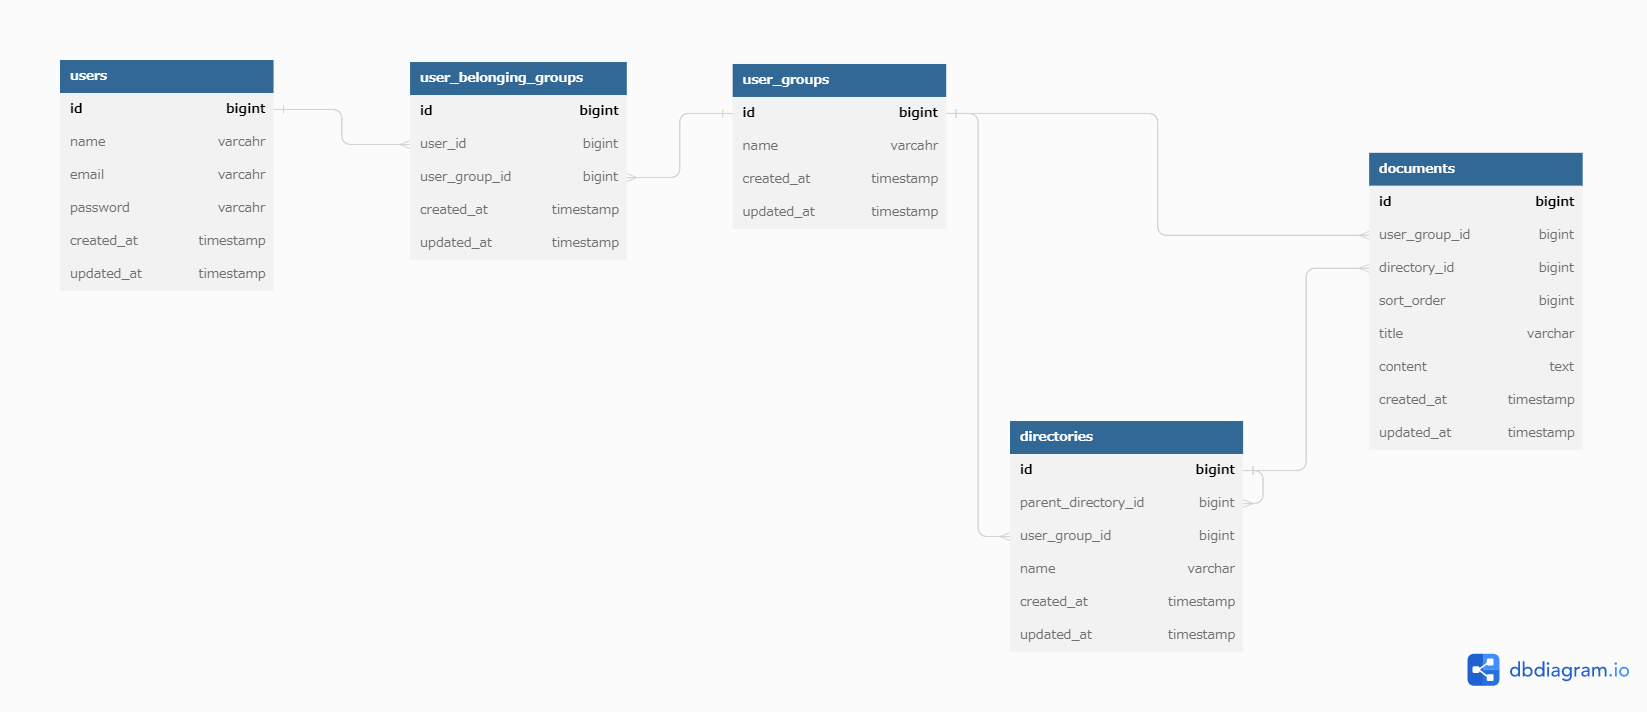 users
id bigint
name varcahr
email varcahr
password varcahr
created_at timestamp
updated_at timestamp
user_belonging_groups
id bigint
user_id bigint
user_group_id bigint
created_at timestamp
updated_at timestamp
user_groups
id bigint
name varcahr
created_at timestamp
updated_at timestamp
documents
id bigint
user_group_id bigint
directory_id bigint
sort_order bigint
title varchar
content text
created_at timestamp
updated_at timestamp
directories
id bigint
parent_directory_id bigint
user_group_id bigint
name varchar
created_at timestamp
updated_at timestamp
dbdiagram.io